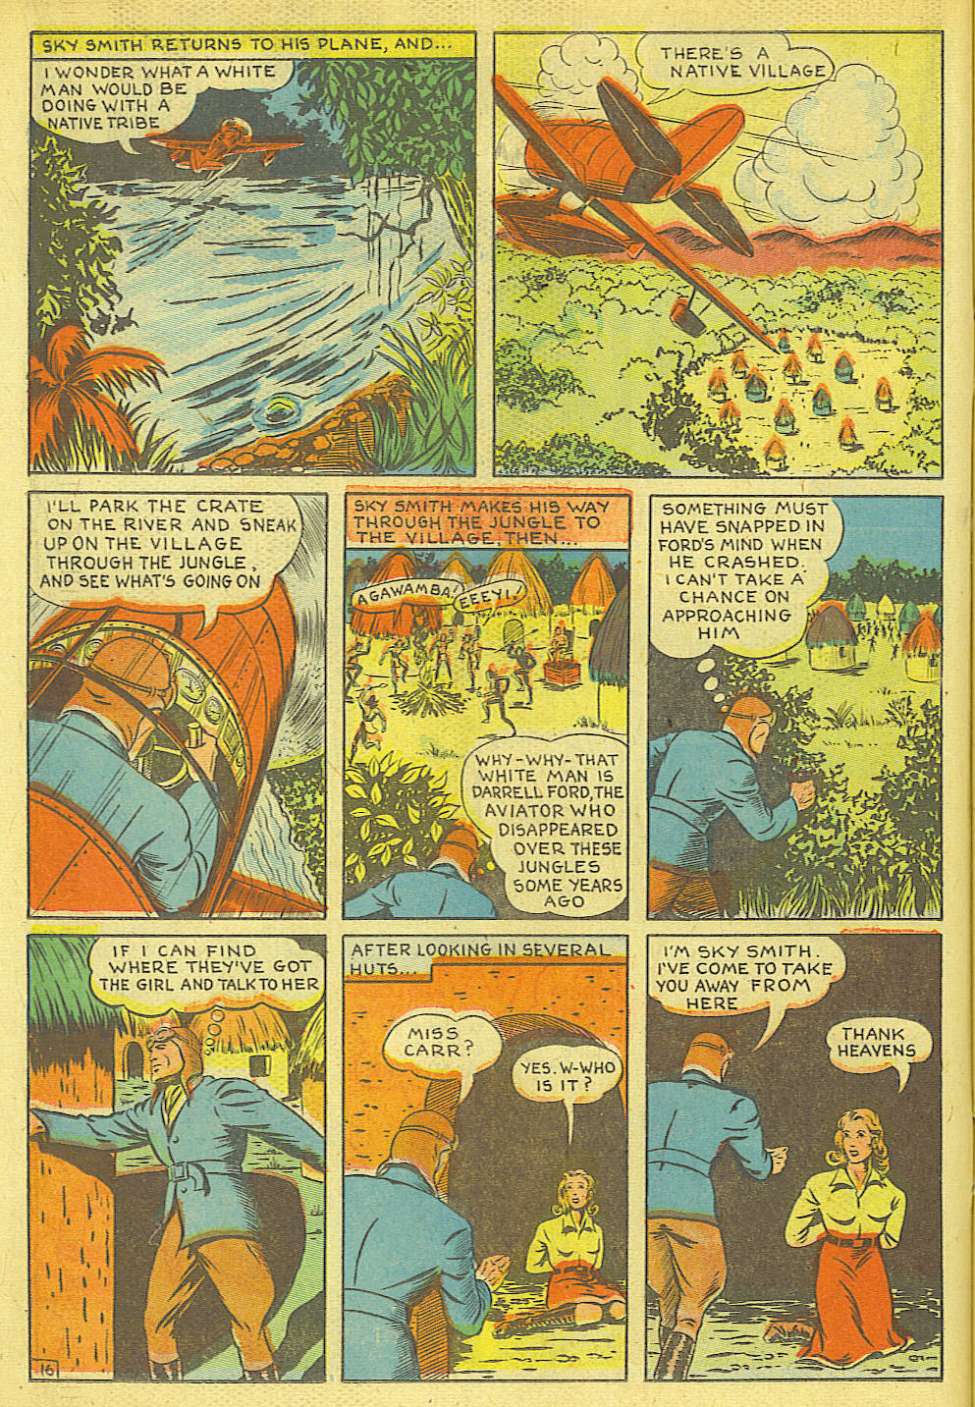 SKY SMITH RETURNS TO HIS PLANE, AND...
I WONDER WHAT A WHITE
MAN WOULD BE
DOING WITH A
NATIVE TRIBE
THERE'S A
NATIVE VILLAGE
I'LL PARK THE CRATE
ON THE RIVER AND SNEAK
UP ON THE VILLAGE
THROUGH THE JUNGLE,
AND SEE WHAT'S GOING ON
SKY SMITH MAKES HIS WAY
THROUGH THE JUNGLE TO
THE VILLAGE, THEN...
AGAWAMBA!
EEEYI!
WHY-WHY-THAT
WHITE MAN IS
DARRELL FORD, THE
AVIATOR WHO
DISAPPEARED
OVER THESE
JUNGLES
SOME YEARS
AGO
SOMETHING MUST
HAVE SNAPPED IN
FORD'S MIND WHEN
HE CRASHED.
I CAN'T TAKE A
CHANCE ON
APPROACHING
HIM
IF I CAN FIND
WHERE THEY'VE GOT
THE GIRL AND TALK TO HER
16
AFTER LOOKING IN SEVERAL
HUTS...
MISS
CARR?
YES. W-WHO
IS IT?
I'M SKY SMITH.
I'VE COME TO TAKE
YOU AWAY FROM
HERE
THANK
HEAVENS